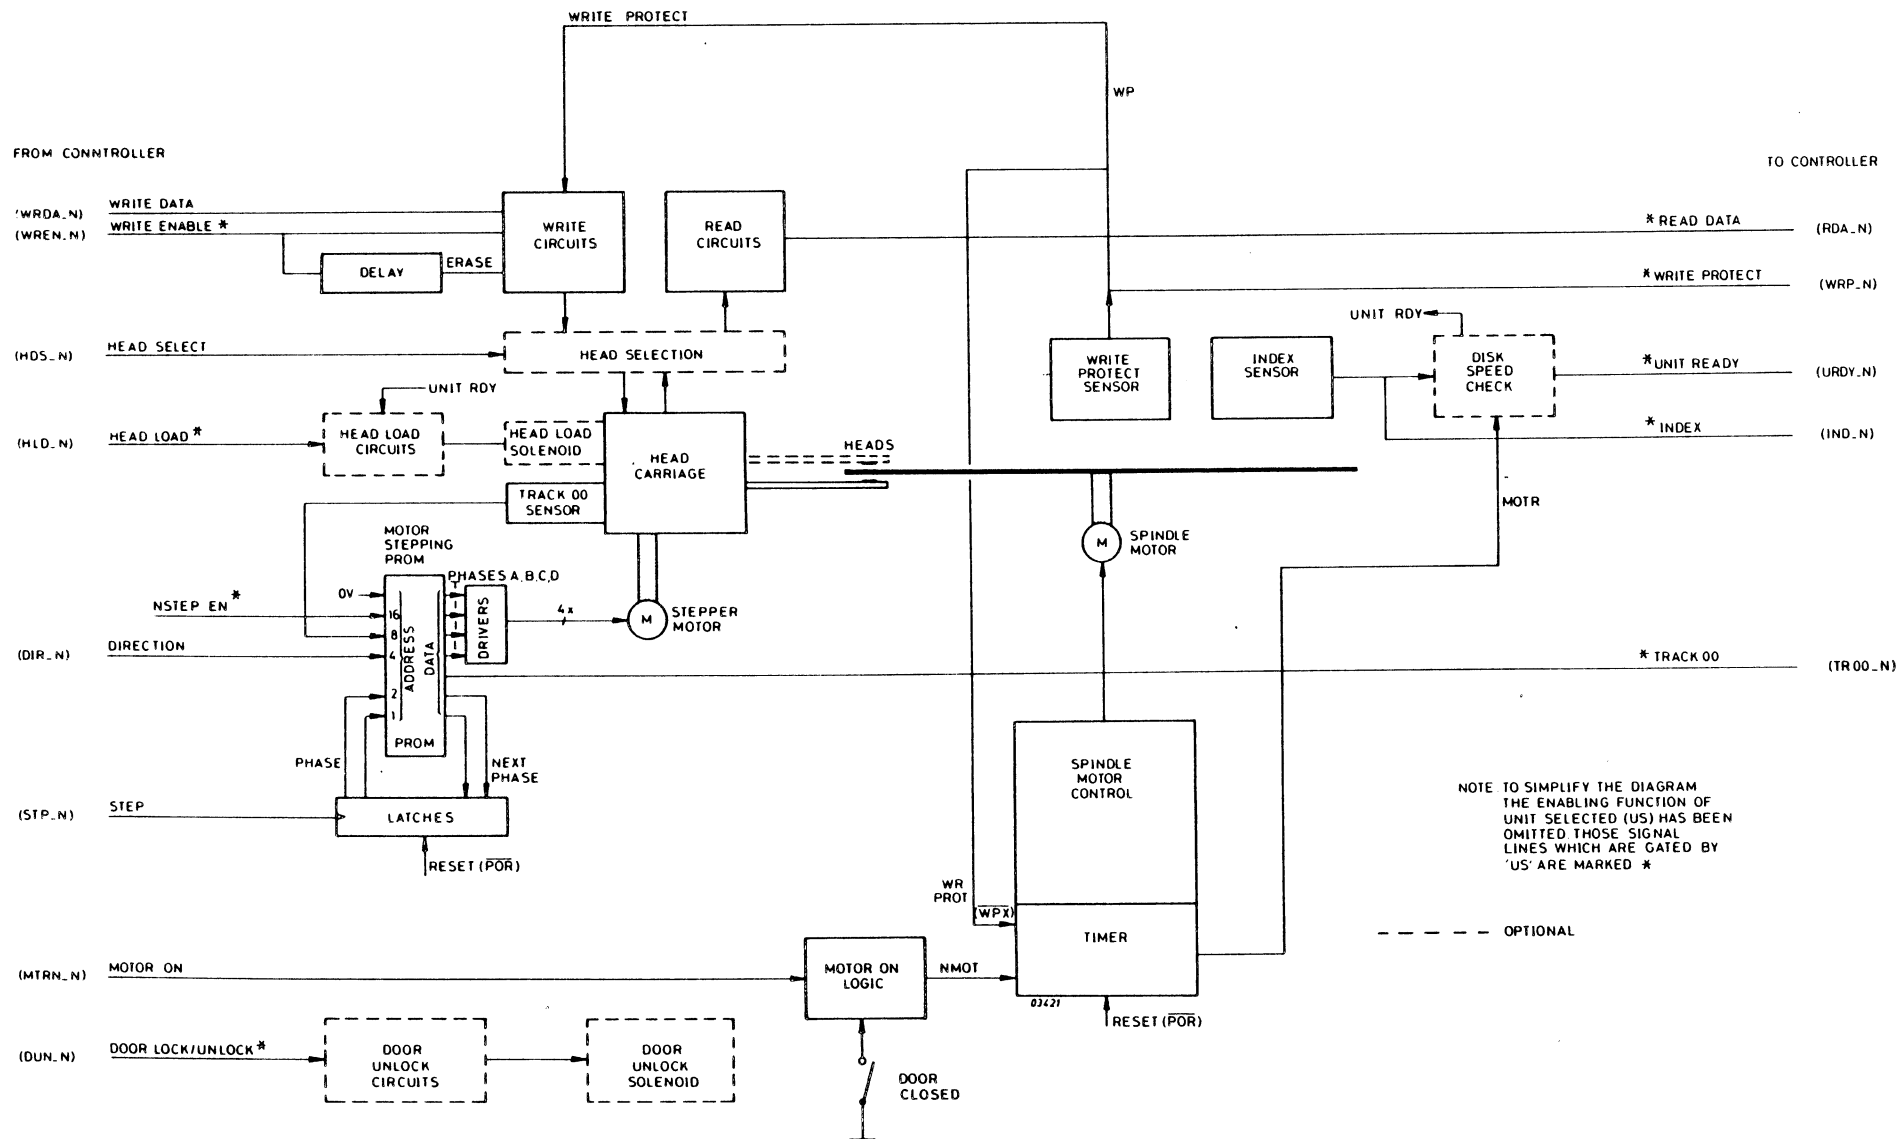 WRITE PROTECT
WP
FROM CONNTROLLER
TO CONTROLLER
(WRDA_N)
WRITE DATA
(WREN_N)
WRITE ENABLE *
DELAY
ERASE
WRITE
CIRCUITS
READ
CIRCUITS
* READ DATA
(RDA_N)
* WRITE PROTECT
(WRP_N)
UNIT RDY
(HDS_N)
HEAD SELECT
HEAD SELECTION
WRITE
PROTECT
SENSOR
INDEX
SENSOR
DISK
SPEED
CHECK
* UNIT READY
(URDY_N)
UNIT RDY
(HLD_N)
HEAD LOAD *
HEAD LOAD
CIRCUITS
HEAD LOAD
SOLENOID
HEAD
CARRIAGE
HEADS
* INDEX
(IND_N)
TRACK 00
SENSOR
MOTR
MOTOR
STEPPING
PROM
M
SPINDLE
MOTOR
PHASES A,B,C,D
0V
NSTEP EN *
16
8
4
2
1
ADDRESS
DATA
PROM
DRIVERS
4x
M
STEPPER
MOTOR
(DIR_N)
DIRECTION
* TRACK 00
(TR00_N)
PHASE
NEXT
PHASE
(STP_N)
STEP
LATCHES
RESET (POR)
SPINDLE
MOTOR
CONTROL
NOTE TO SIMPLIFY THE DIAGRAM
THE ENABLING FUNCTION OF
UNIT SELECTED (US) HAS BEEN
OMITTED. THOSE SIGNAL
LINES WHICH ARE GATED BY
'US' ARE MARKED *
WR
PROT
(WPX)
TIMER
OPTIONAL
(MTRN_N)
MOTOR ON
MOTOR ON
LOGIC
NMOT
03421
RESET (POR)
(DUN_N)
DOOR LOCK/UNLOCK *
DOOR
UNLOCK
CIRCUITS
DOOR
UNLOCK
SOLENOID
DOOR
CLOSED